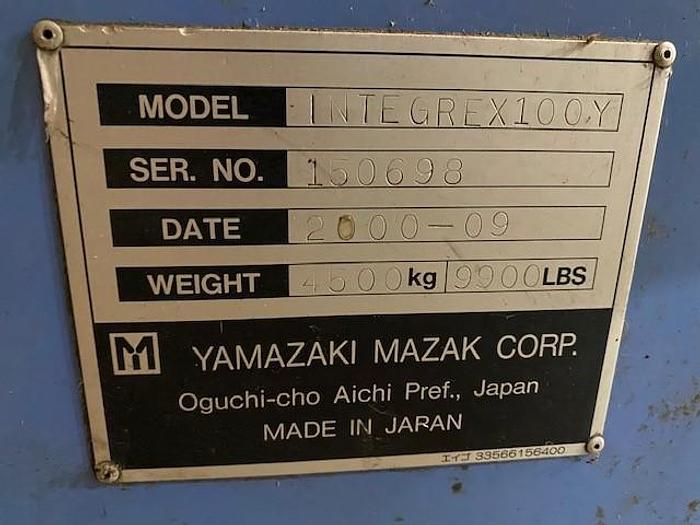 MODEL INTEGREX100Y
SER. NO. 150698
DATE 2000-09
WEIGHT 4500kg 9900LBS
YAMAZAKI MAZAK CORP.
Oguchi-cho Aichi Pref., Japan
MADE IN JAPAN
エイゴ 33566156400